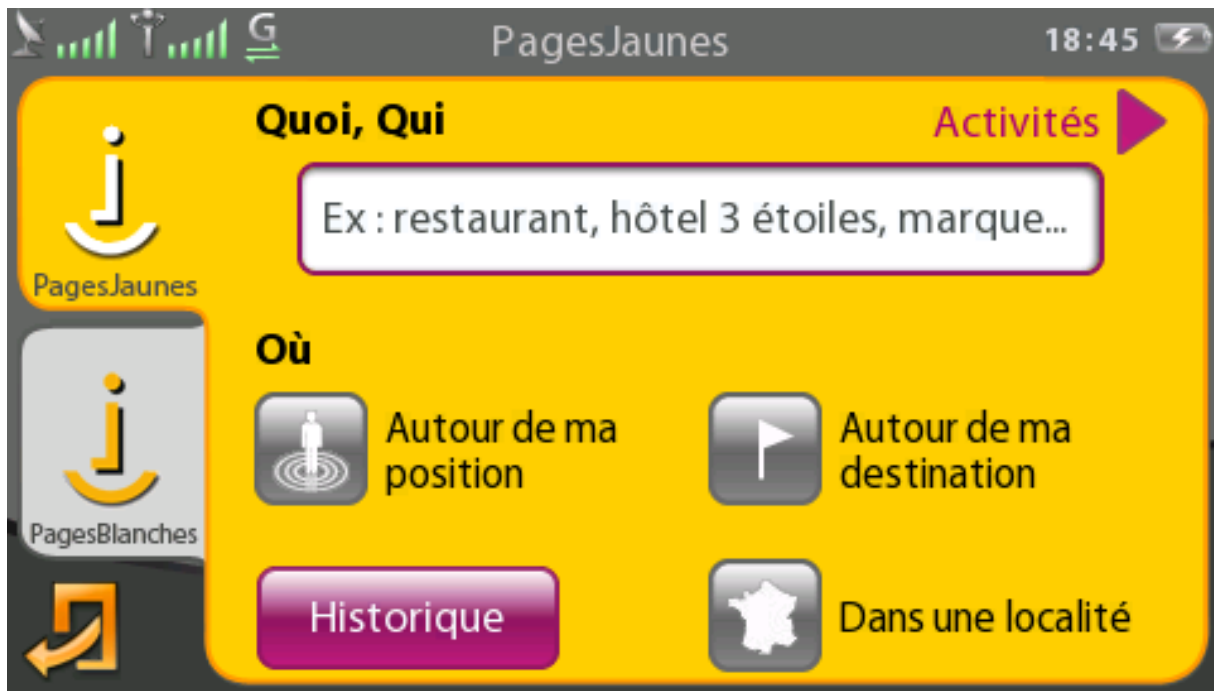 G PagesJaunes 18:45
Quoi, Qui
Activités
Ex : restaurant, hôtel 3 étoiles, marque...
PagesJaunes
Où
Autour de ma
position
Autour de ma
destination
PagesBlanches
Historique
Dans une localité